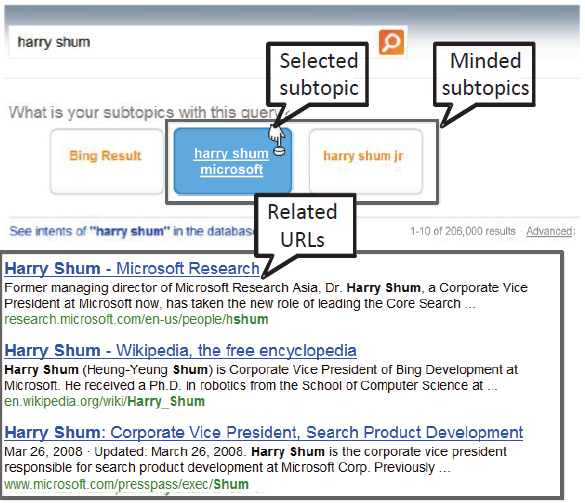 harry shum
Selected
subtopic
Minded
subtopics
What is your subtopics with this query
Bing Result
harry shum
microsoft
harry shum jr
Related
URLs
See intents of "harry shum" in the databas
1-10 of 206,000 results · Advanced
Harry Shum - Microsoft Research
Former managing director of Microsoft Research Asia, Dr. Harry Shum, a Corporate Vice
President at Microsoft now, has taken the new role of leading the Core Search ...
research.microsoft.com/en-us/people/hshum
Harry Shum - Wikipedia, the free encyclopedia
Harry Shum (Heung-Yeung Shum) is Corporate Vice President of Bing Development at
Microsoft. He received a Ph.D. in robotics from the School of Computer Science at ...
en.wikipedia.org/wiki/Harry_Shum
Harry Shum: Corporate Vice President, Search Product Development
Mar 26, 2008 · Updated: March 26, 2008. Harry Shum is the corporate vice president
responsible for search product development at Microsoft Corp. Previously ...
www.microsoft.com/presspass/exec/Shum